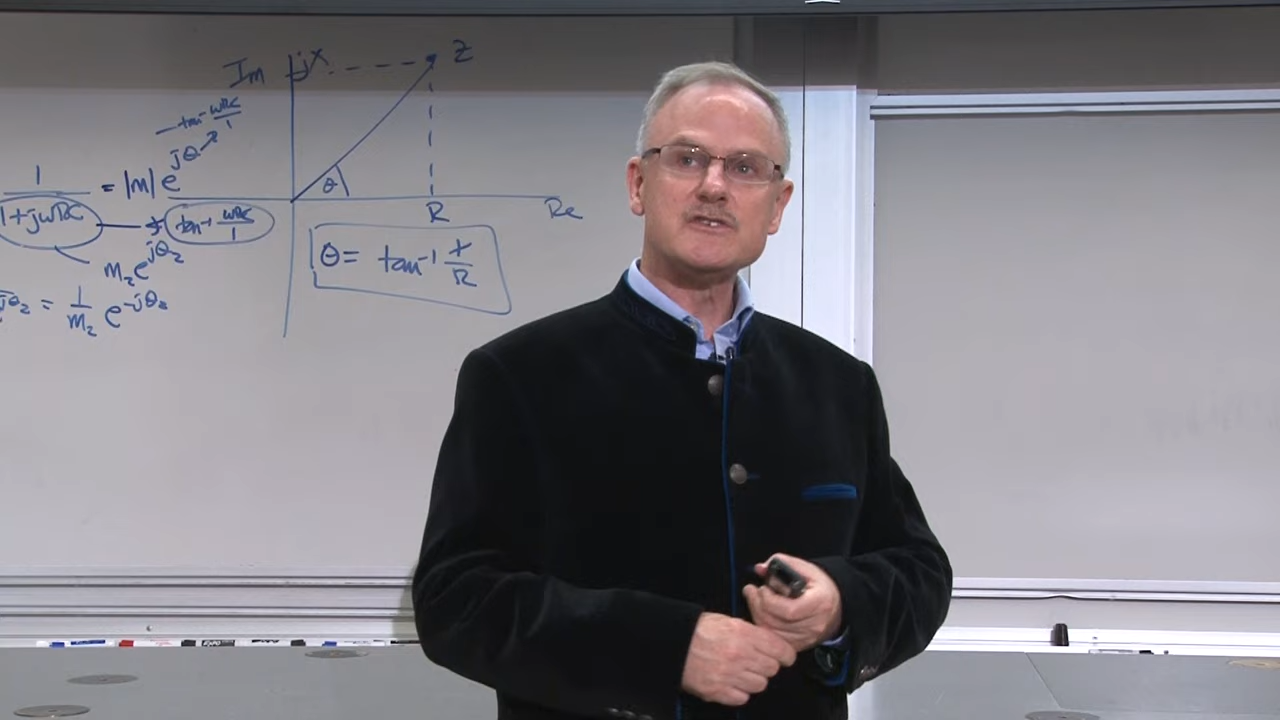 Im jX Z
-tan⁻¹ ωRC/1
jθ
1/(1+jωRC) = |M| e
tan⁻¹ ωRC/1
θ
R Re
M₂e^jθ₂
θ = tan⁻¹ X/R
jθ₂ = 1/M₂ e^-jθ₂